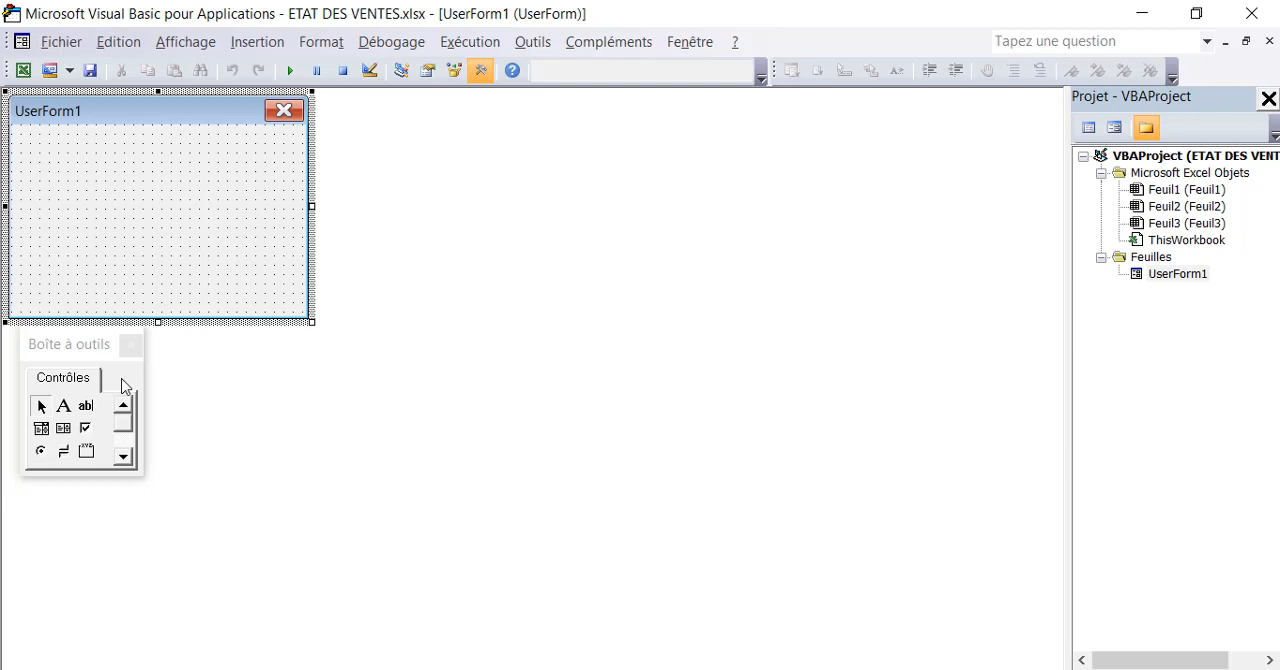 Microsoft Visual Basic pour Applications - ETAT DES VENTES.xlsx - [UserForm1 (UserForm)]
Fichier Edition Affichage Insertion Format Débogage Exécution Outils Compléments Fenêtre ? Tapez une question
UserForm1
Projet - VBAProject
VBAProject (ETAT DES VENT
Microsoft Excel Objets
Feuil1 (Feuil1)
Feuil2 (Feuil2)
Feuil3 (Feuil3)
ThisWorkbook
Feuilles
UserForm1
Boîte à outils
Contrôles
A ab|
XYZ